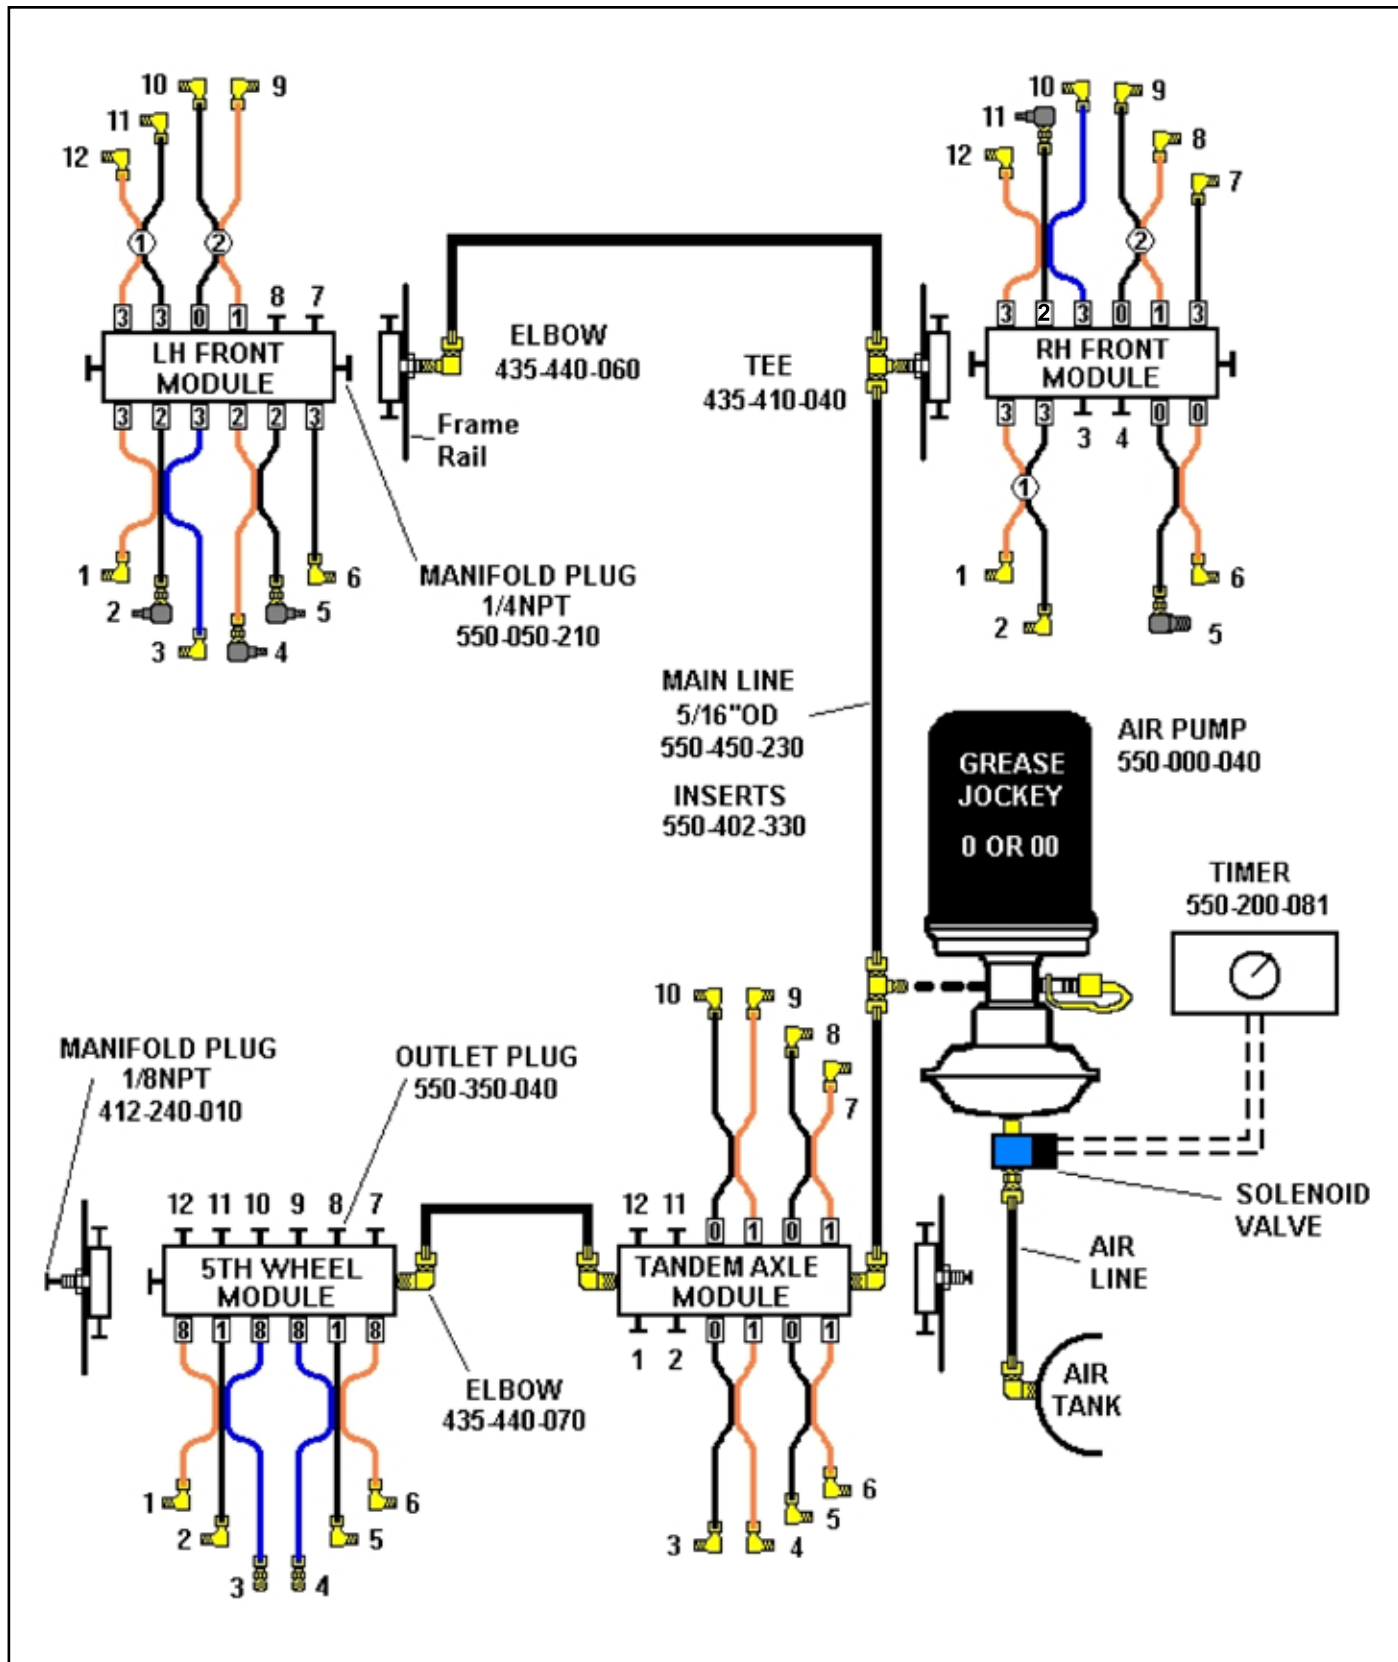 10
9
11
12
1
2
8
7
3
3
0
1
LH FRONT
MODULE
3
2
3
2
2
3
1
2
3
4
5
6
ELBOW
435-440-060
Frame
Rail
MANIFOLD PLUG
1/4NPT
550-050-210
TEE
435-410-040
10
9
11
8
12
7
2
3
2
3
0
1
3
RH FRONT
MODULE
3
3
3
4
0
0
1
1
2
5
6
MAIN LINE
5/16"OD
550-450-230
INSERTS
550-402-330
AIR PUMP
550-000-040
GREASE
JOCKEY
0 OR 00
TIMER
550-200-081
SOLENOID
VALVE
AIR
LINE
AIR
TANK
MANIFOLD PLUG
1/8NPT
412-240-010
OUTLET PLUG
550-350-040
12 11 10 9 8 7
5TH WHEEL
MODULE
8
1
8
8
1
8
1
2
3
4
5
6
ELBOW
435-440-070
10
9
8
7
12 11
0
1
0
1
TANDEM AXLE
MODULE
1
2
0
1
0
1
3
4
5
6